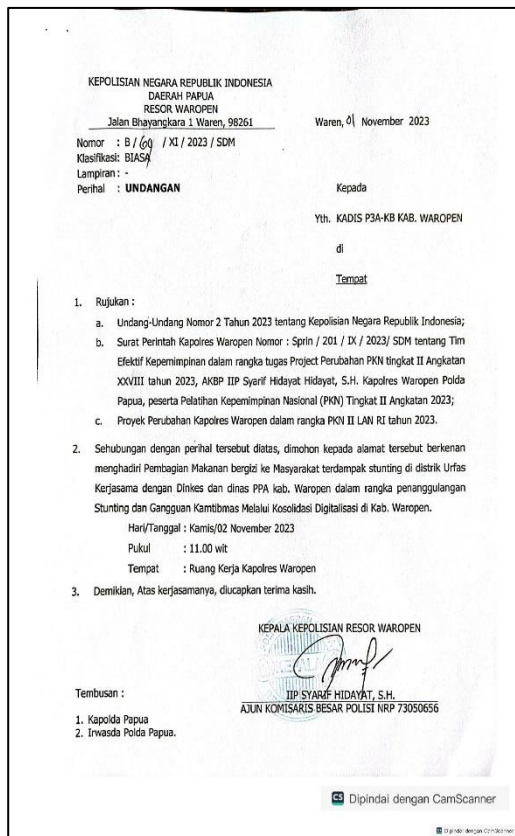 KEPOLISIAN NEGARA REPUBLIK INDONESIA
DAERAH PAPUA
RESOR WAROPEN
Jalan Bhayangkara 1 Waren, 98261
Waren, 01 November 2023
Nomor : B / 69 / XI / 2023 / SDM
Klasifikasi: BIASA
Lampiran : -
Perihal : UNDANGAN
Kepada
Yth. KADIS P3A-KB KAB. WAROPEN
di
Tempat
1. Rujukan :
a. Undang-Undang Nomor 2 Tahun 2023 tentang Kepolisian Negara Republik Indonesia;
b. Surat Perintah Kapolres Waropen Nomor : Sprin / 201 / IX / 2023/ SDM tentang Tim
Efektif Kepemimpinan dalam rangka tugas Project Perubahan PKN tingkat II Angkatan
XXVIII tahun 2023, AKBP IIP Syarif Hidayat Hidayat, S.H. Kapolres Waropen Polda
Papua, peserta Pelatihan Kepemimpinan Nasional (PKN) Tingkat II Angkatan 2023;
c. Proyek Perubahan Kapolres Waropen dalam rangka PKN II LAN RI tahun 2023.
2. Sehubungan dengan perihal tersebut diatas, dimohon kepada alamat tersebut berkenan
menghadiri Pembagian Makanan bergizi ke Masyarakat terdampak stunting di distrik Urfas
Kerjasama dengan Dinkes dan dinas PPA kab. Waropen dalam rangka penanggulangan
Stunting dan Gangguan Kamtibmas Melalui Kosolidasi Digitalisasi di Kab. Waropen.
Hari/Tanggal : Kamis/02 November 2023
Pukul : 11.00 wit
Tempat : Ruang Kerja Kapolres Waropen
3. Demikian, Atas kerjasamanya, diucapkan terima kasih.
KEPALA KEPOLISIAN RESOR WAROPEN
IIP SYARIF HIDAYAT, S.H.
AJUN KOMISARIS BESAR POLISI NRP 73050656
Tembusan :
1. Kapolda Papua
2. Irwasda Polda Papua.
CS Dipindai dengan CamScanner
CS Dipindai dengan CamScanner